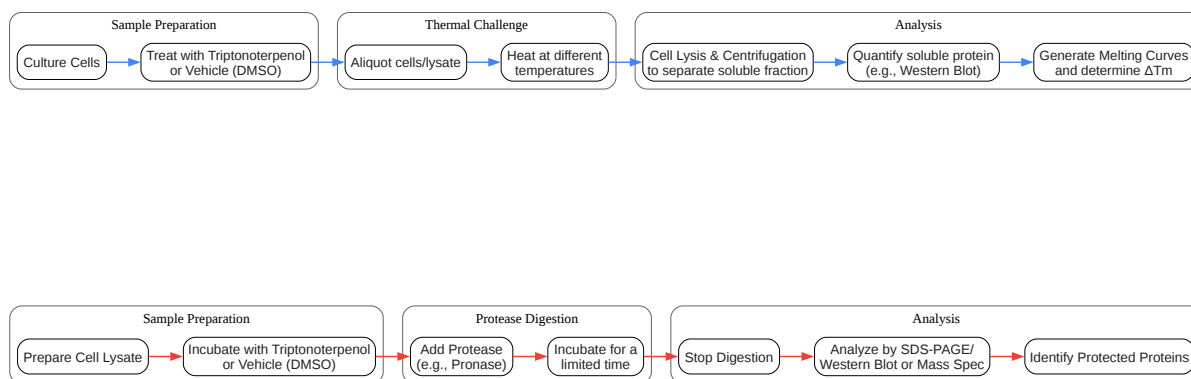 Sample Preparation
Culture Cells
Treat with Triptonoterpenol
or Vehicle (DMSO)
Thermal Challenge
Aliquot cells/lysate
Heat at different
temperatures
Analysis
Cell Lysis & Centrifugation
to separate soluble fraction
Quantify soluble protein
(e.g., Western Blot)
Generate Melting Curves
and determine ΔTm
Sample Preparation
Prepare Cell Lysate
Incubate with Triptonoterpenol
or Vehicle (DMSO)
Protease Digestion
Add Protease
(e.g., Pronase)
Incubate for a
limited time
Analysis
Stop Digestion
Analyze by SDS-PAGE/
Western Blot or Mass Spec
Identify Protected Proteins